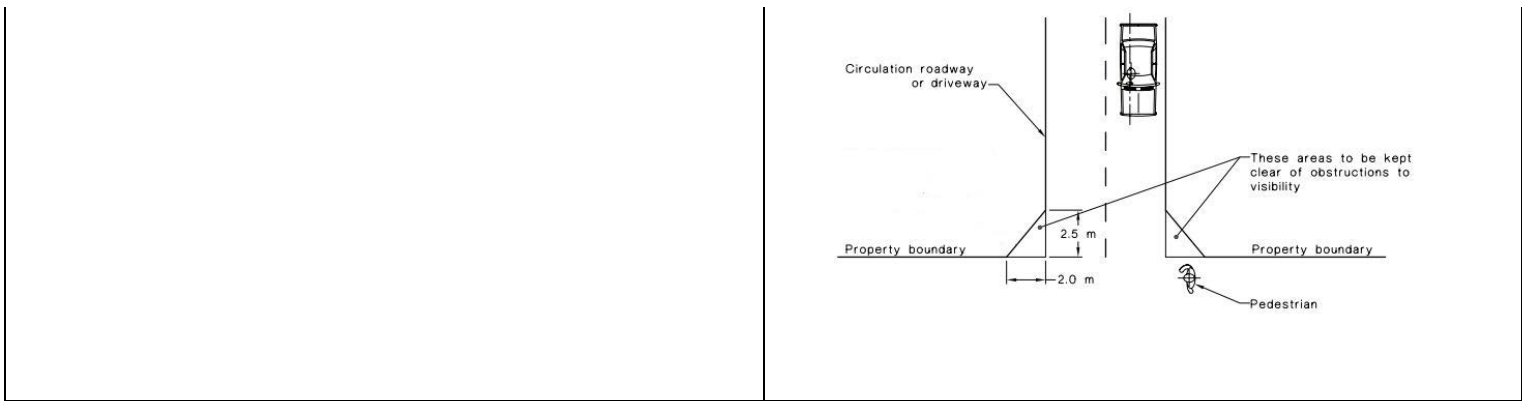 Circulation roadway
or driveway
These areas to be kept
clear of obstructions to
visibility
2.5 m
Property boundary
Property boundary
2.0 m
Pedestrian